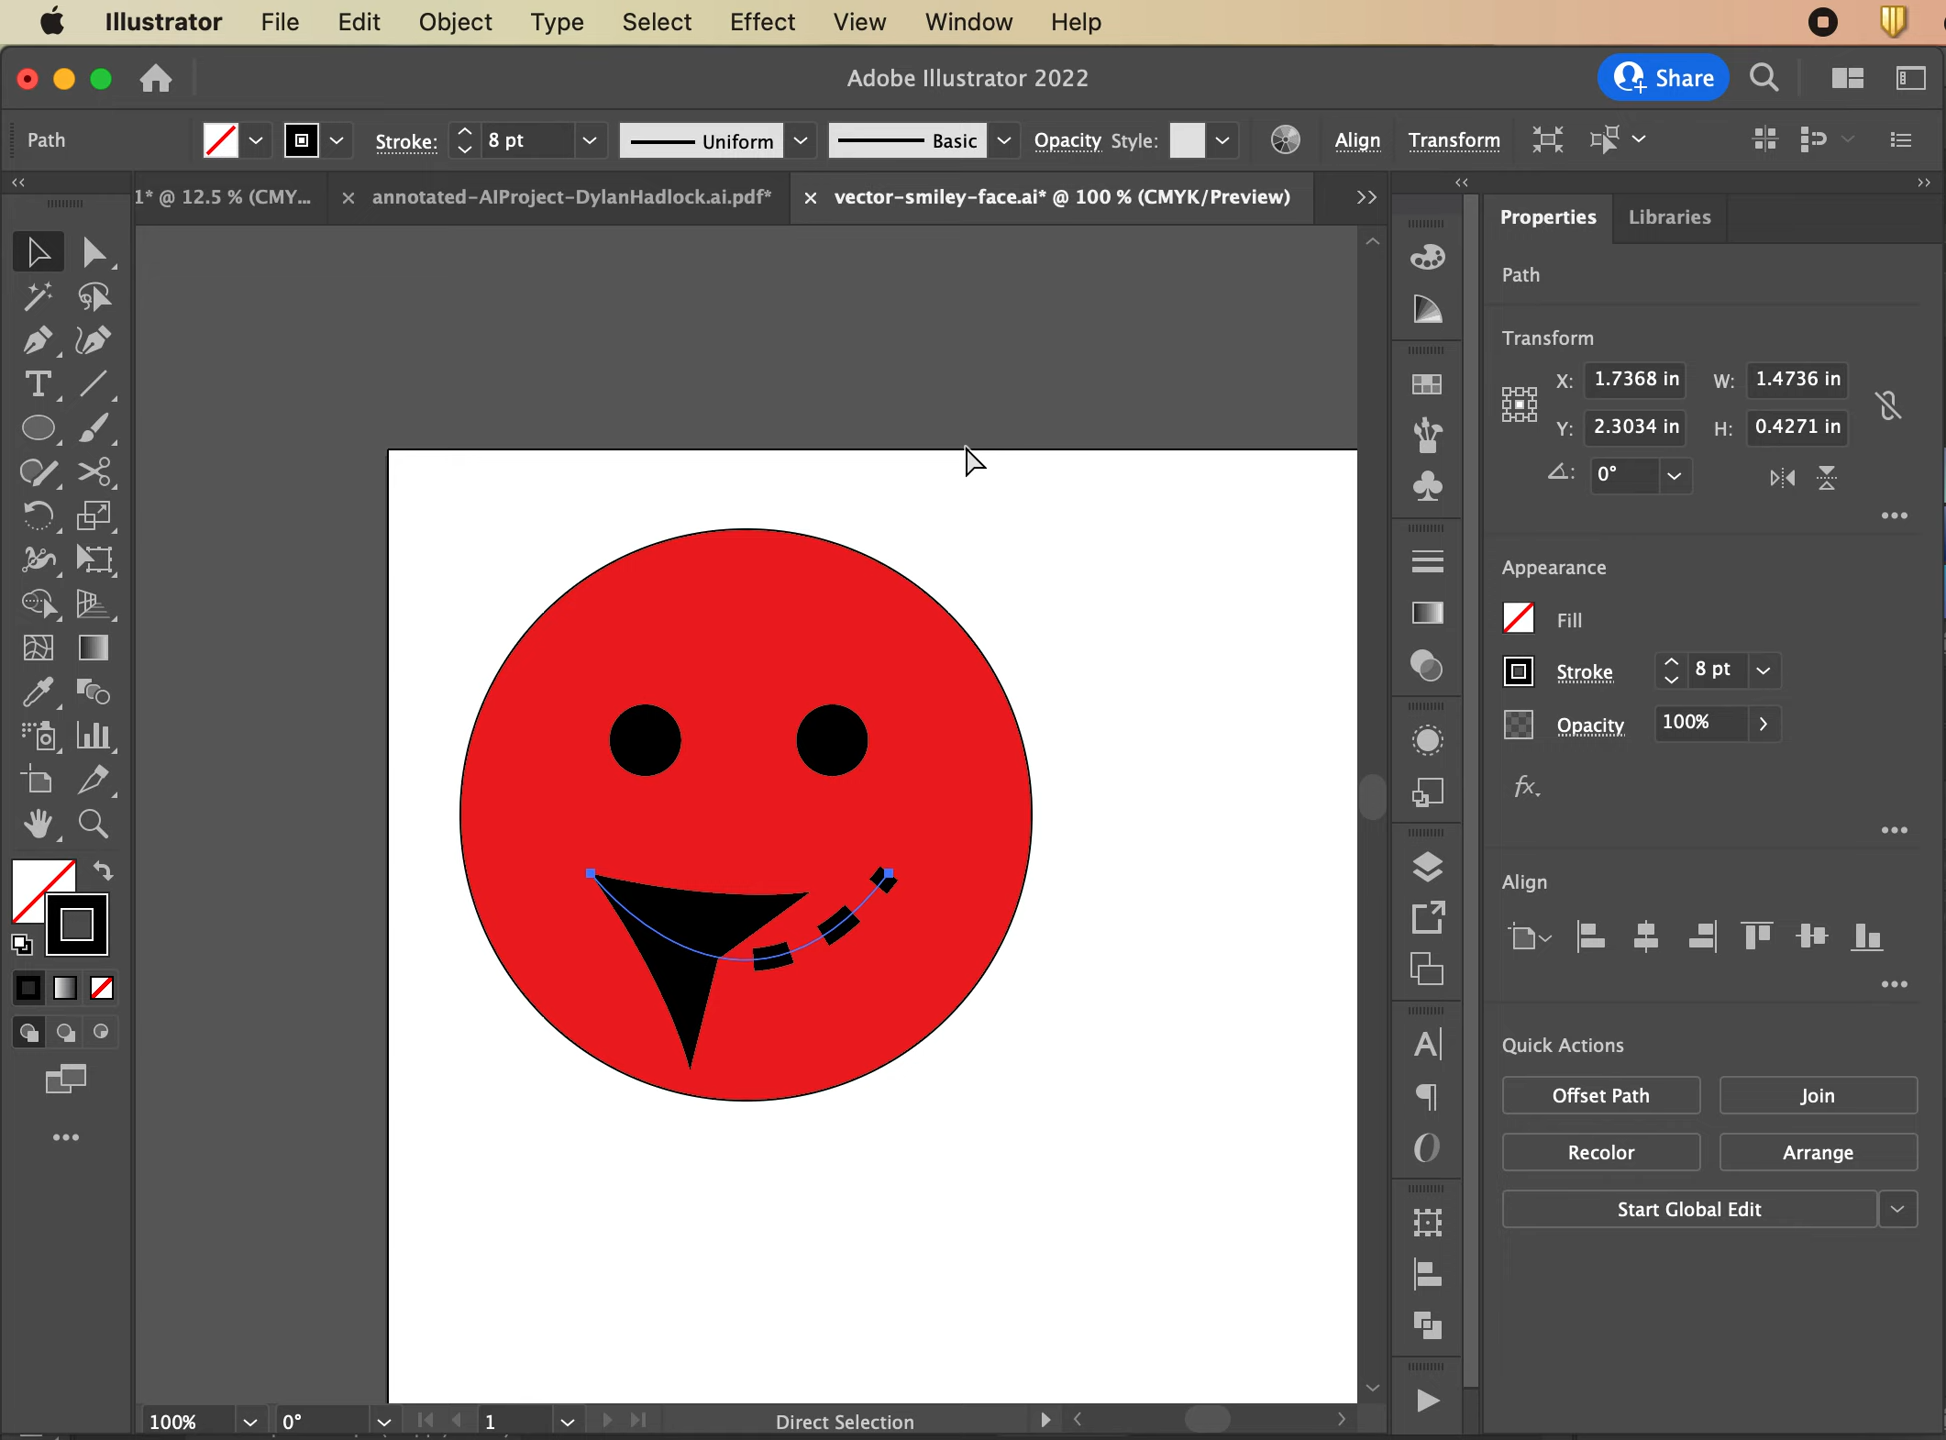 Illustrator File Edit Object Type Select Effect View Window Help
Adobe Illustrator 2022
Share
Path
Stroke: 8 pt Uniform Basic Opacity Style: Align Transform
1* @ 12.5 % (CMY... × annotated-AIProject-DylanHadlock.ai.pdf* × vector-smiley-face.ai* @ 100 % (CMYK/Preview)
Properties Libraries
Path
Transform
X: 1.7368 in W: 1.4736 in
Y: 2.3034 in H: 0.4271 in
0°
Appearance
Fill
Stroke 8 pt
Opacity 100%
fx
Align
Quick Actions
Offset Path Join
Recolor Arrange
Start Global Edit
100% 0° 1 Direct Selection